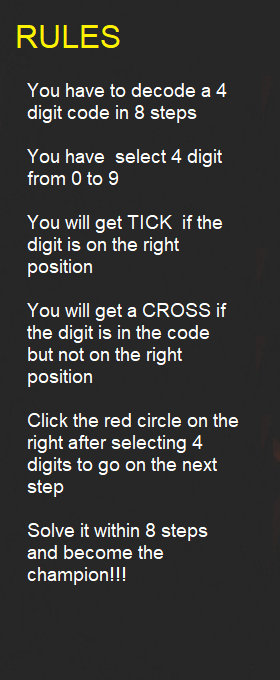 RULES
You have to decode a 4
digit code in 8 steps
You have  select 4 digit
from 0 to 9
You will get TICK  if the
digit is on the right
position
You will get a CROSS if
the digit is in the code
but not on the right
position
Click the red circle on the
right after selecting 4
digits to go on the next
step
Solve it within 8 steps
and become the
champion!!!